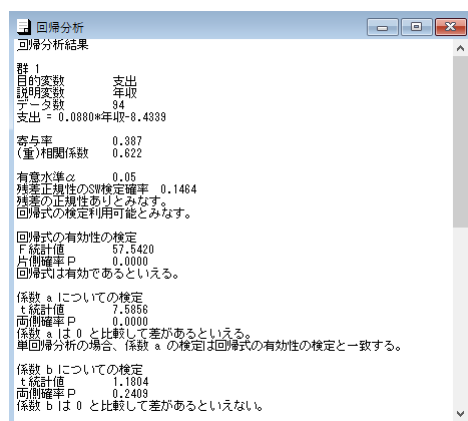 回帰分析
回帰分析結果
群 1
目的変数 支出
説明変数 年収
データ数 94
支出 = 0.0880*年収-8.4339
寄与率 0.387
(重)相関係数 0.622
有意水準α 0.05
残差正規性のSW検定確率 0.1464
残差の正規性ありとみなす。
回帰式の検定利用可能とみなす。
回帰式の有効性の検定
F統計値 57.5420
片側確率P 0.0000
回帰式は有効であるといえる。
係数 a についての検定
t統計値 7.5856
両側確率P 0.0000
係数 a は 0 と比較して差があるといえる。
単回帰分析の場合、係数 a の検定は回帰式の有効性の検定と一致する。
係数 b についての検定
t統計値 1.1804
両側確率P 0.2409
係数 b は 0 と比較して差があるといえない。